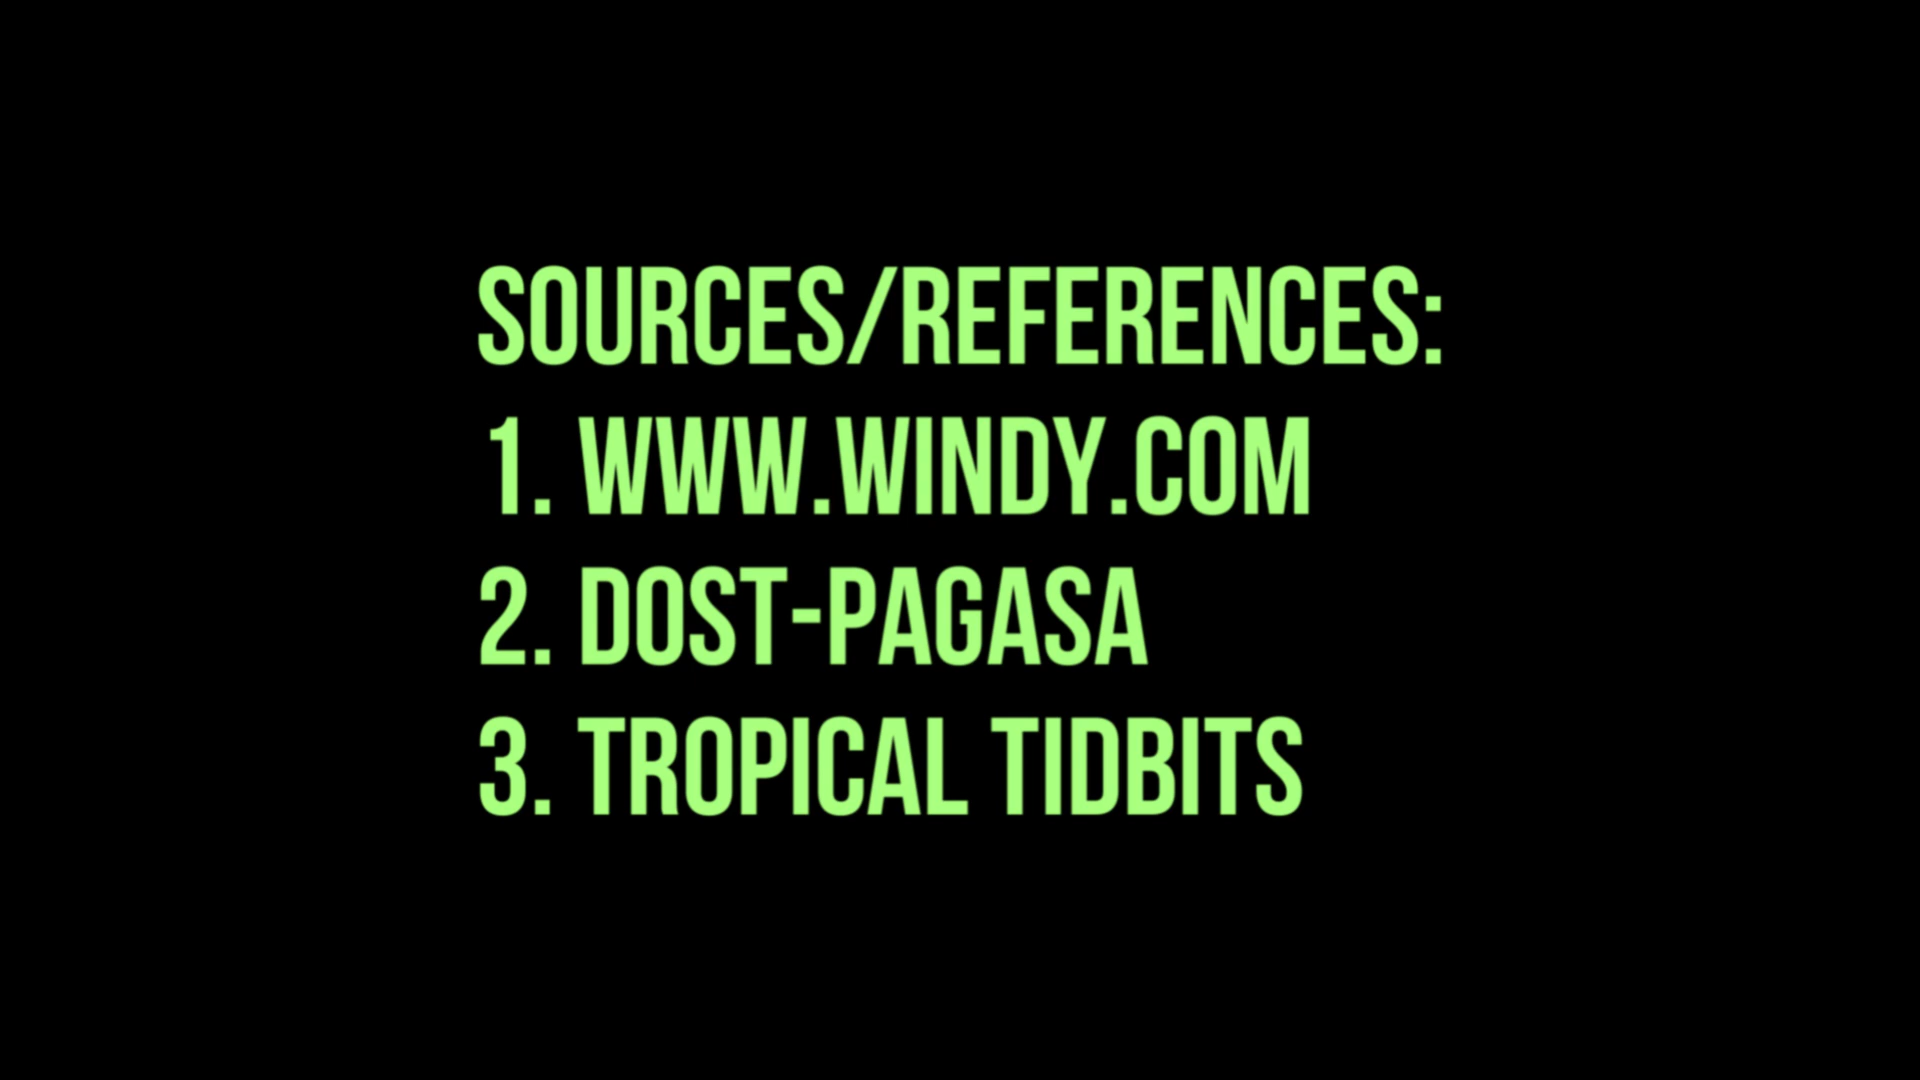 SOURCES/REFERENCES:
1. WWW.WINDY.COM
2. DOST-PAGASA
3. TROPICAL TIDBITS